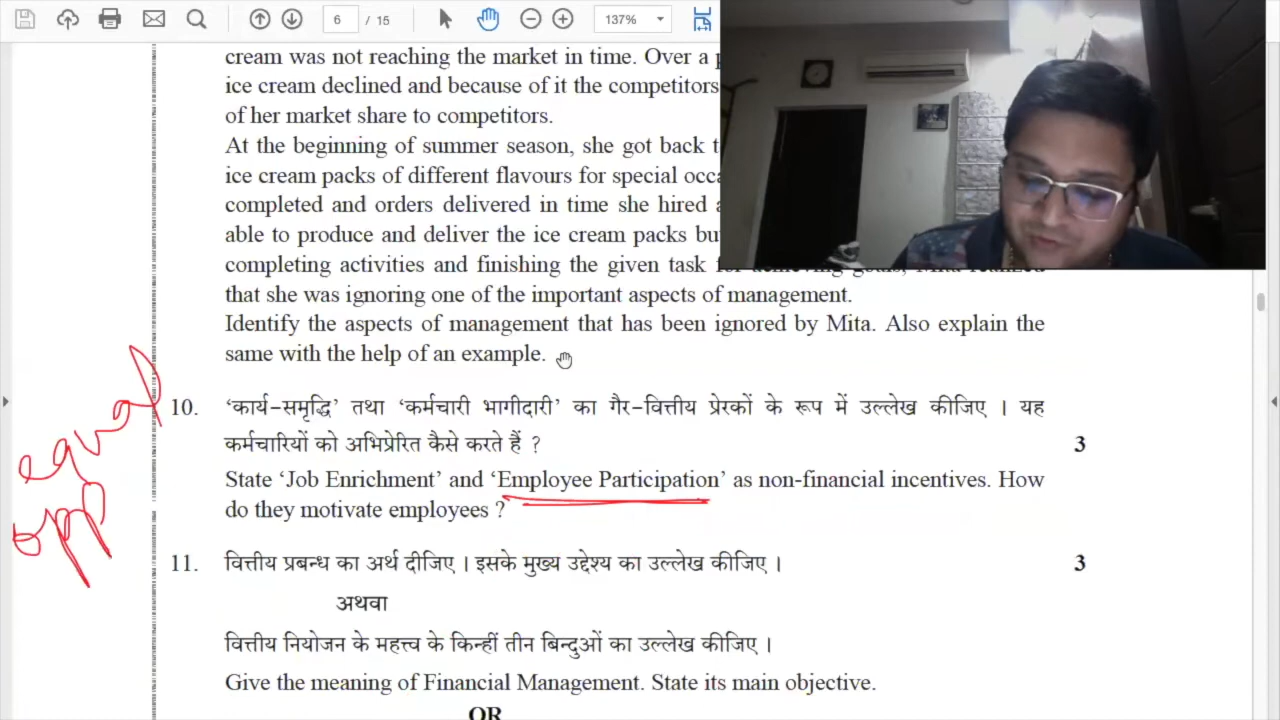 6 / 15
137%
cream was not reaching the market in time. Over a
ice cream declined and because of it the competitors
of her market share to competitors.
At the beginning of summer season, she got back
ice cream packs of different flavours for special
completed and orders delivered in time she hired
able to produce and deliver the ice cream packs
completing activities and finishing the given task for achieving goals, Mita realized
that she was ignoring one of the important aspects of management.
Identify the aspects of management that has been ignored by Mita. Also explain the
same with the help of an example.
10. ‘कार्य-समृद्धि’ तथा ‘कर्मचारी भागीदारी’ का गैर-वित्तीय प्रेरकों के रूप में उल्लेख कीजिए । यह
कर्मचारियों को अभिप्रेरित कैसे करते हैं ? 3
State ‘Job Enrichment’ and ‘Employee Participation’ as non-financial incentives. How
do they motivate employees ?
equal
opp
11. वित्तीय प्रबन्ध का अर्थ दीजिए । इसके मुख्य उद्देश्य का उल्लेख कीजिए । 3
अथवा
वित्तीय नियोजन के महत्त्व के किन्हीं तीन बिन्दुओं का उल्लेख कीजिए ।
Give the meaning of Financial Management. State its main objective.
OR